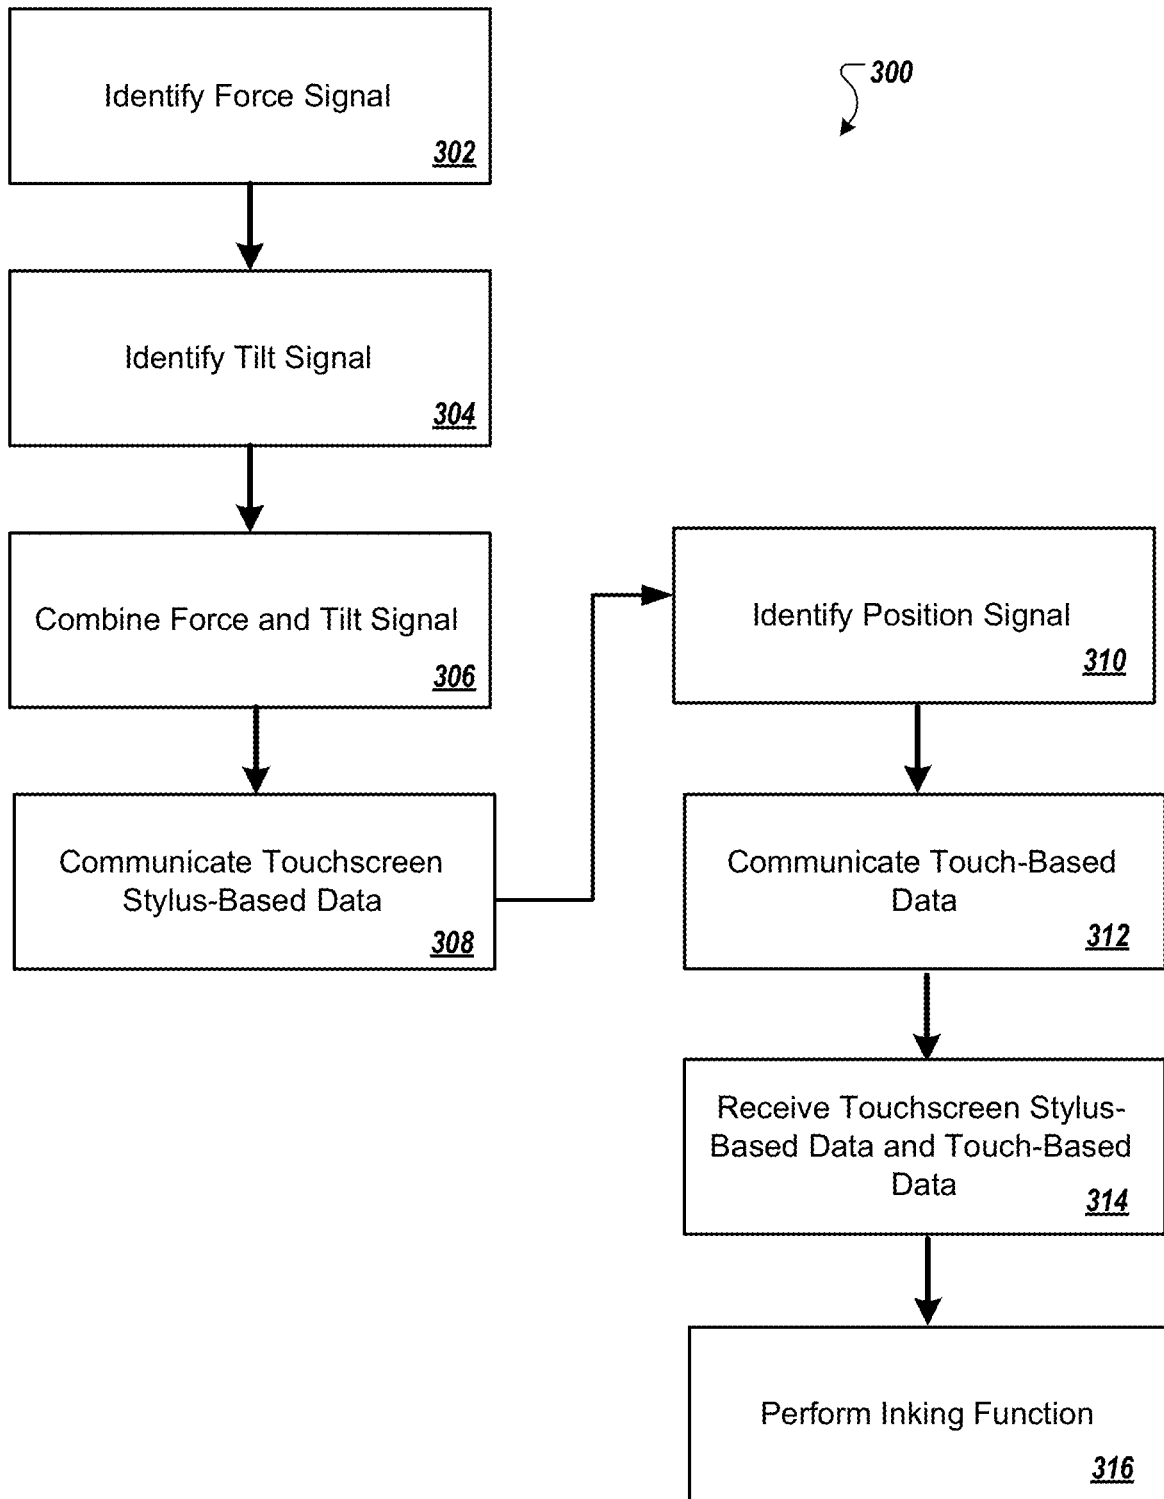 300
Identify Force Signal
302
Identify Tilt Signal
304
Combine Force and Tilt Signal
306
Communicate Touchscreen
Stylus-Based Data
308
Identify Position Signal
310
Communicate Touch-Based
Data
312
Receive Touchscreen Stylus-
Based Data and Touch-Based
Data
314
Perform Inking Function
316